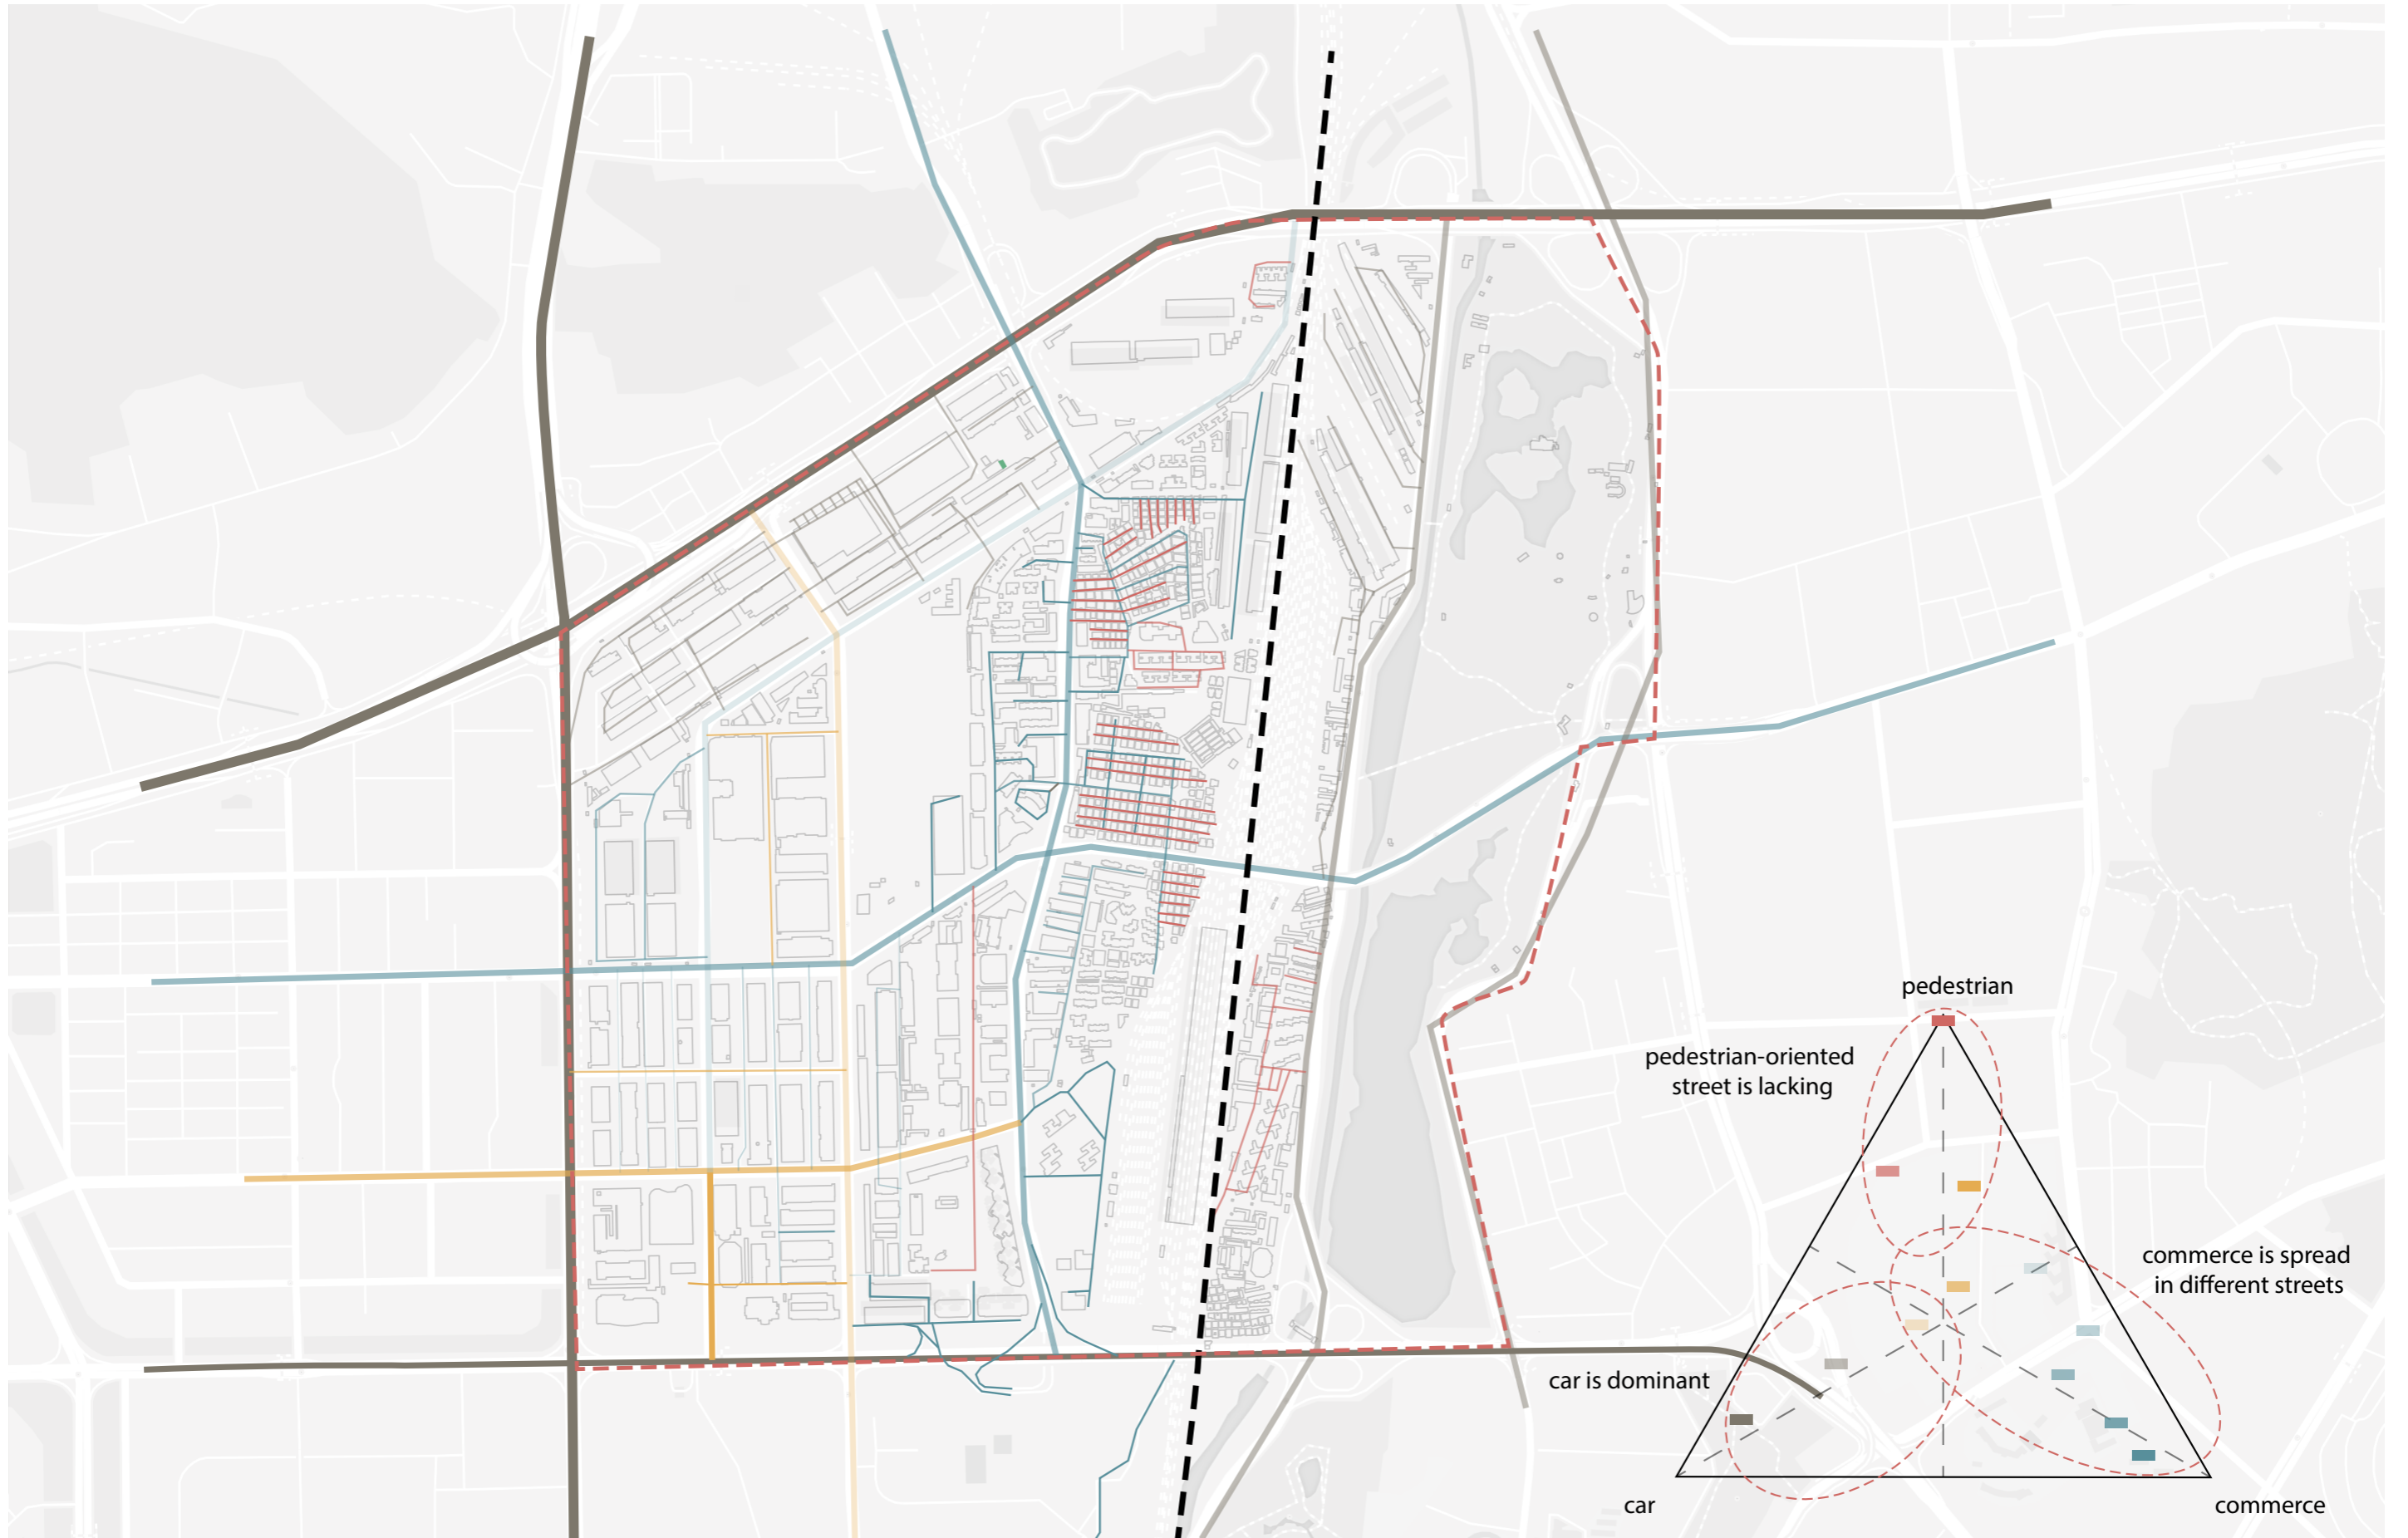 pedestrian
pedestrian-oriented
street is lacking
commerce is spread
in different streets
car is dominant
car
commerce